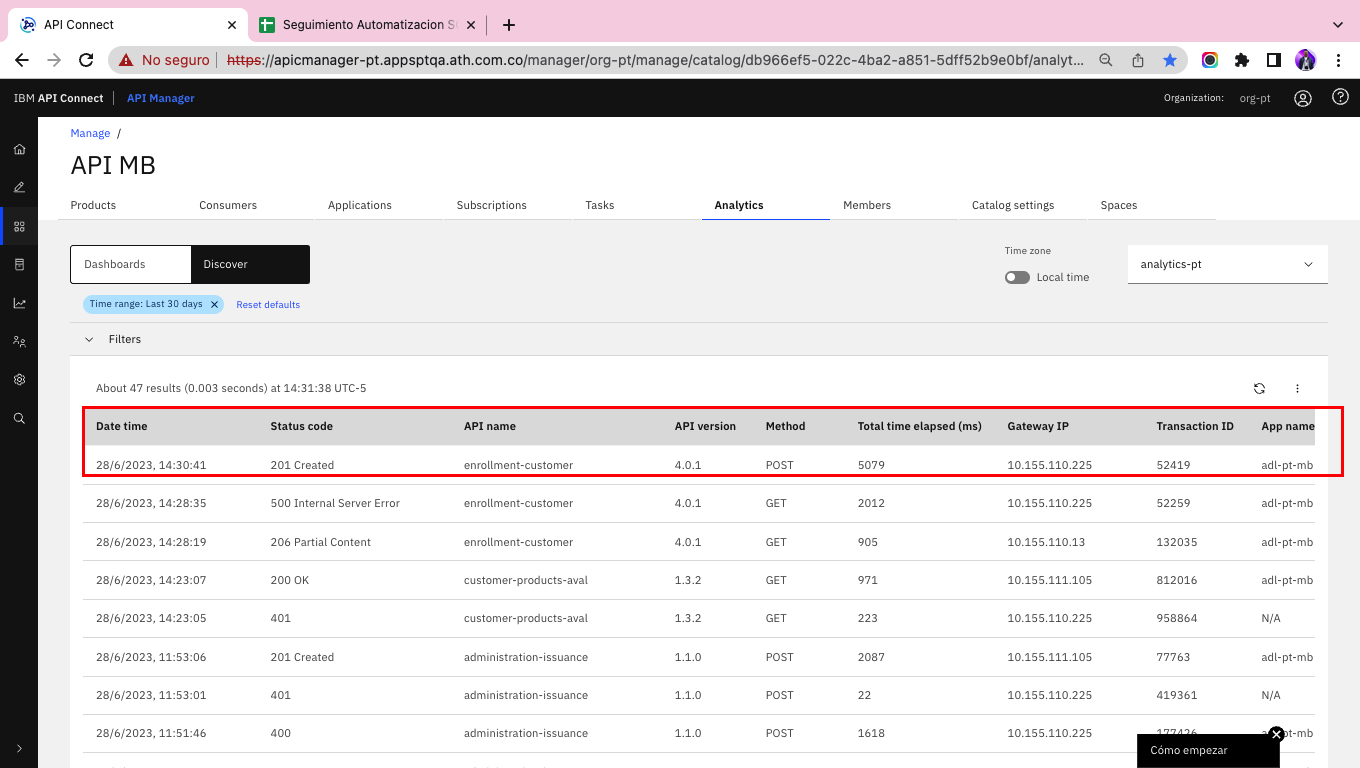 API Connect
Seguimiento Automatizacion S
No seguro
https://apicmanager-pt.appsptqa.ath.com.co/manager/org-pt/manage/catalog/db966ef5-022c-4ba2-a851-5dff52b9e0bf/analyt...
IBM API Connect API Manager Organization: org-pt
Manage /
API MB
Products Consumers Applications Subscriptions Tasks Analytics Members Catalog settings Spaces
Dashboards Discover
Time zone
Local time
analytics-pt
Time range: Last 30 days Reset defaults
Filters
About 47 results (0.003 seconds) at 14:31:38 UTC-5
Date time Status code API name API version Method Total time elapsed (ms) Gateway IP Transaction ID App name
28/6/2023, 14:30:41 201 Created enrollment-customer 4.0.1 POST 5079 10.155.110.225 52419 adl-pt-mb
28/6/2023, 14:28:35 500 Internal Server Error enrollment-customer 4.0.1 GET 2012 10.155.110.225 52259 adl-pt-mb
28/6/2023, 14:28:19 206 Partial Content enrollment-customer 4.0.1 GET 905 10.155.110.13 132035 adl-pt-mb
28/6/2023, 14:23:07 200 OK customer-products-aval 1.3.2 GET 971 10.155.111.105 812016 adl-pt-mb
28/6/2023, 14:23:05 401 customer-products-aval 1.3.2 GET 223 10.155.110.225 958864 N/A
28/6/2023, 11:53:06 201 Created administration-issuance 1.1.0 POST 2087 10.155.111.105 77763 adl-pt-mb
28/6/2023, 11:53:01 401 administration-issuance 1.1.0 POST 22 10.155.110.225 419361 N/A
28/6/2023, 11:51:46 400 administration-issuance 1.1.0 POST 1618 10.155.110.225
Cómo empezar